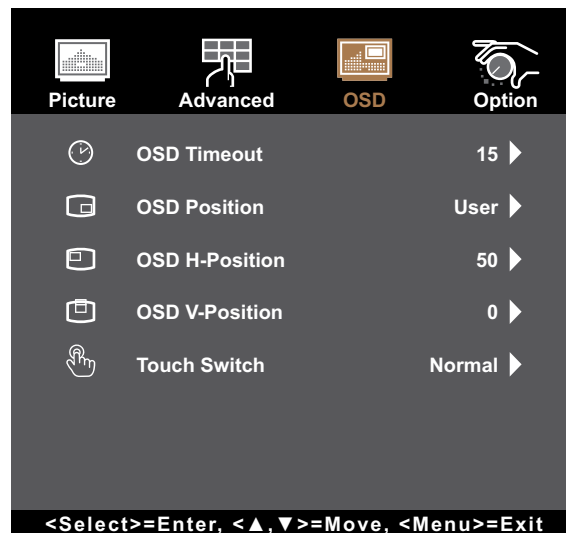 Picture Advanced OSD Option
OSD Timeout 15
OSD Position User
OSD H-Position 50
OSD V-Position 0
Touch Switch Normal
<Select>=Enter, <▲,▼>=Move, <Menu>=Exit